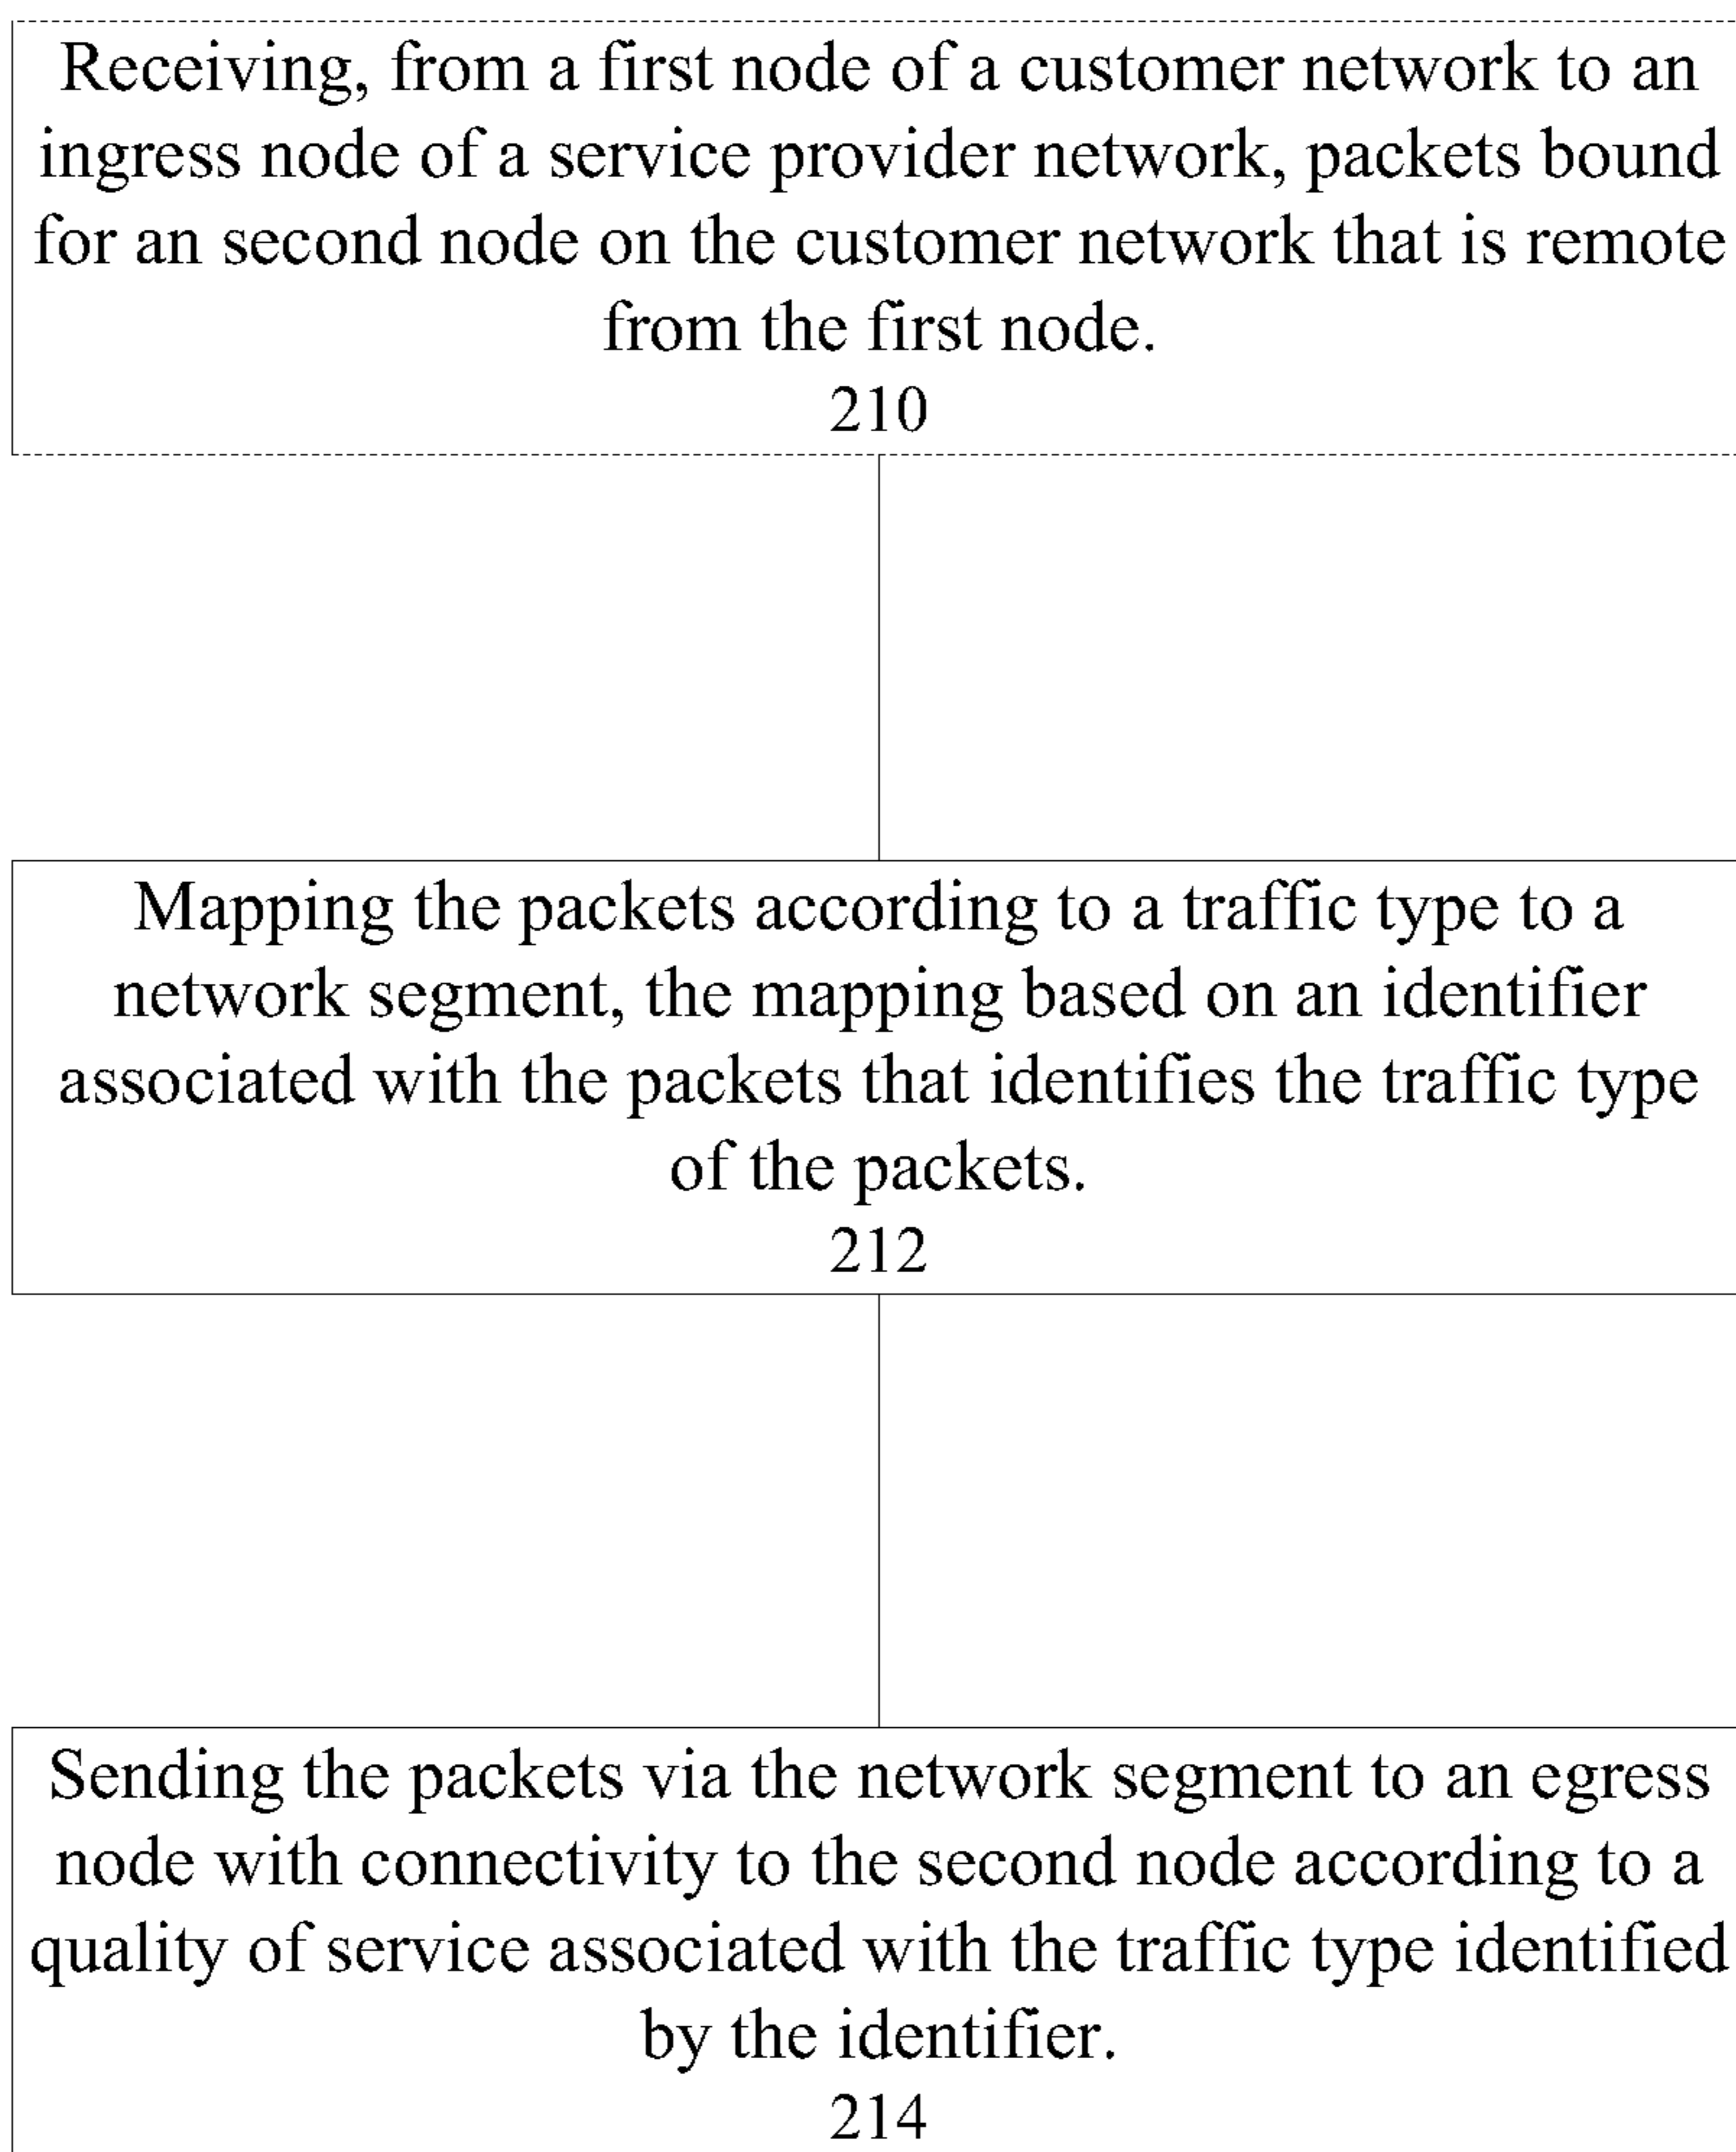 Receiving, from a first node of a customer network to an
ingress node of a service provider network, packets bound
for an second node on the customer network that is remote
from the first node.
210
Mapping the packets according to a traffic type to a
network segment, the mapping based on an identifier
associated with the packets that identifies the traffic type
of the packets.
212
Sending the packets via the network segment to an egress
node with connectivity to the second node according to a
quality of service associated with the traffic type identified
by the identifier.
214